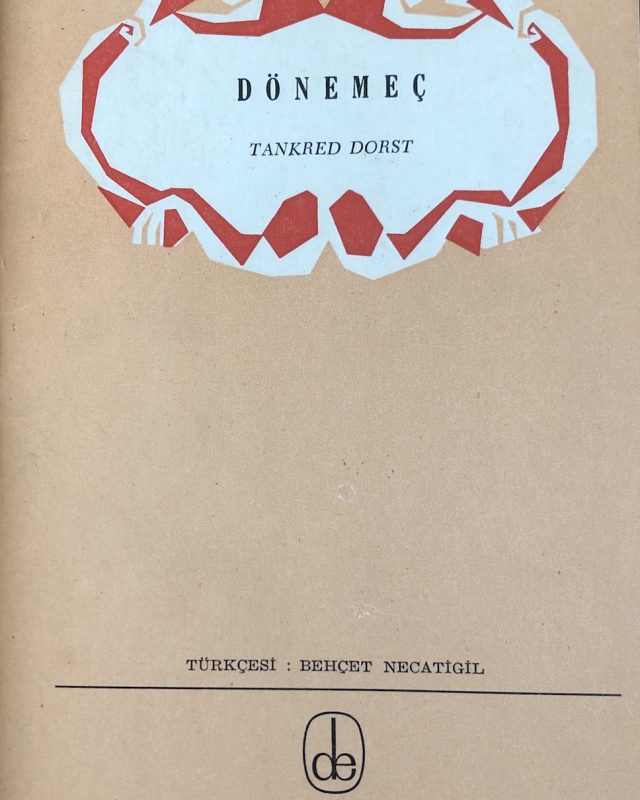 DÖNEMEÇ
TANKRED DORST
TÜRKÇESİ : BEHÇET NECATİGİL
de